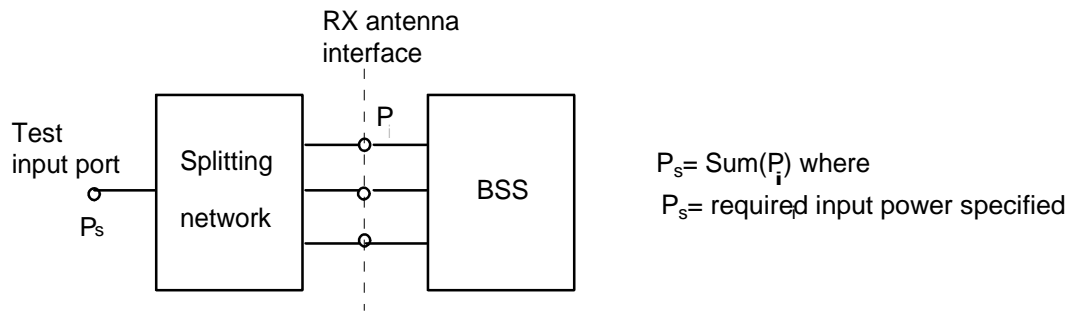 RX antenna
interface
Test
input port
Ps
Splitting
network
Pi
BSS
Ps= Sum(Pi) where
Ps= required input power specified